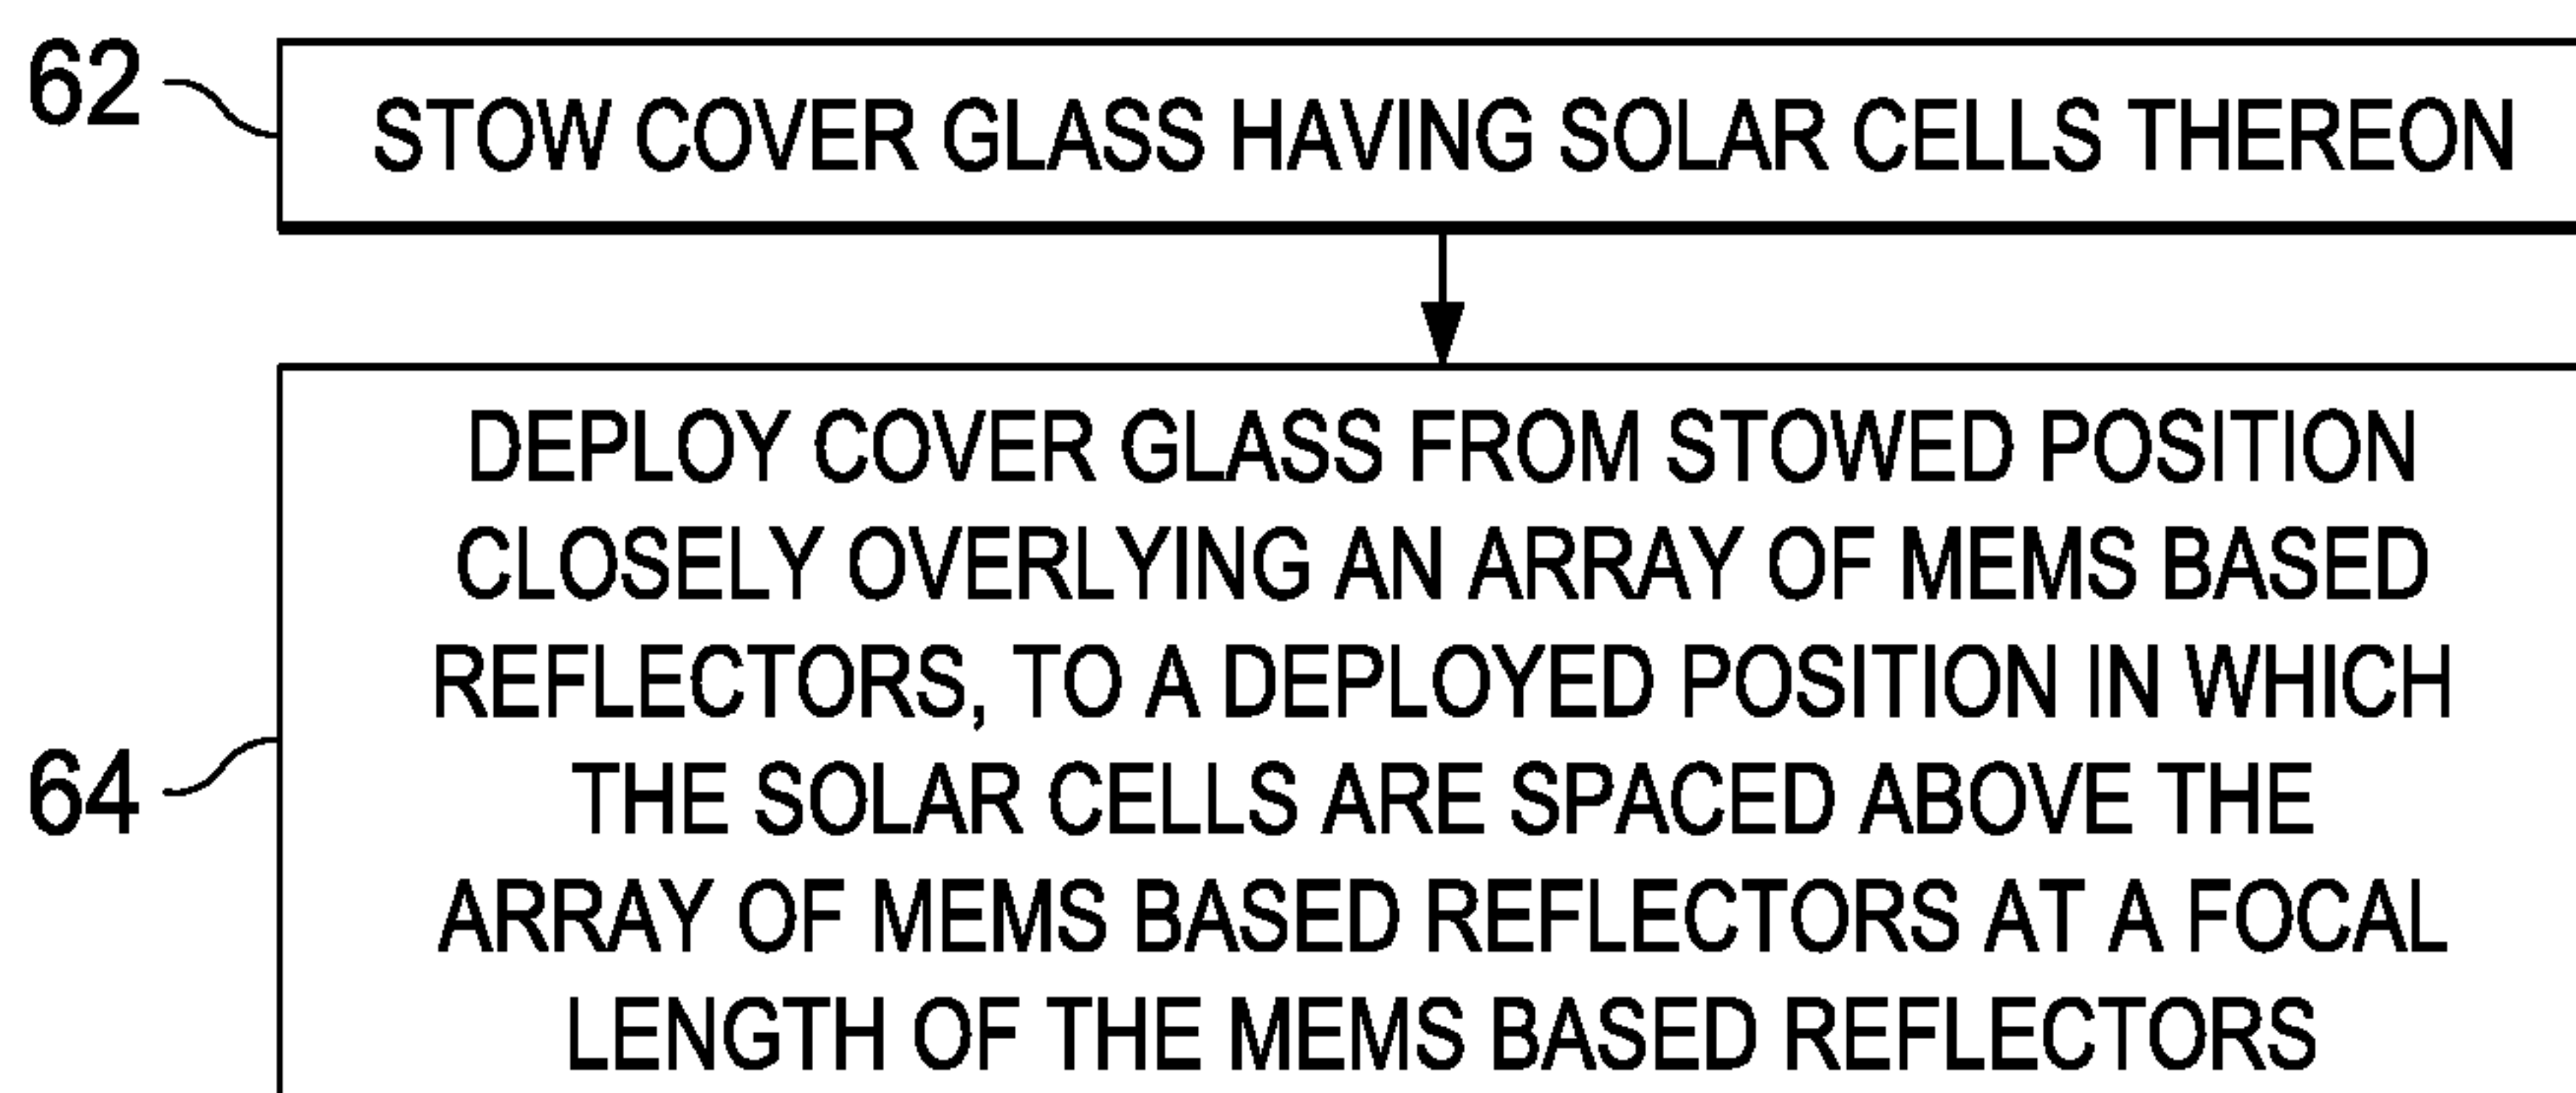 62
STOW COVER GLASS HAVING SOLAR CELLS THEREON
DEPLOY COVER GLASS FROM STOWED POSITION
CLOSELY OVERLYING AN ARRAY OF MEMS BASED
REFLECTORS, TO A DEPLOYED POSITION IN WHICH
THE SOLAR CELLS ARE SPACED ABOVE THE
ARRAY OF MEMS BASED REFLECTORS AT A FOCAL
LENGTH OF THE MEMS BASED REFLECTORS
64